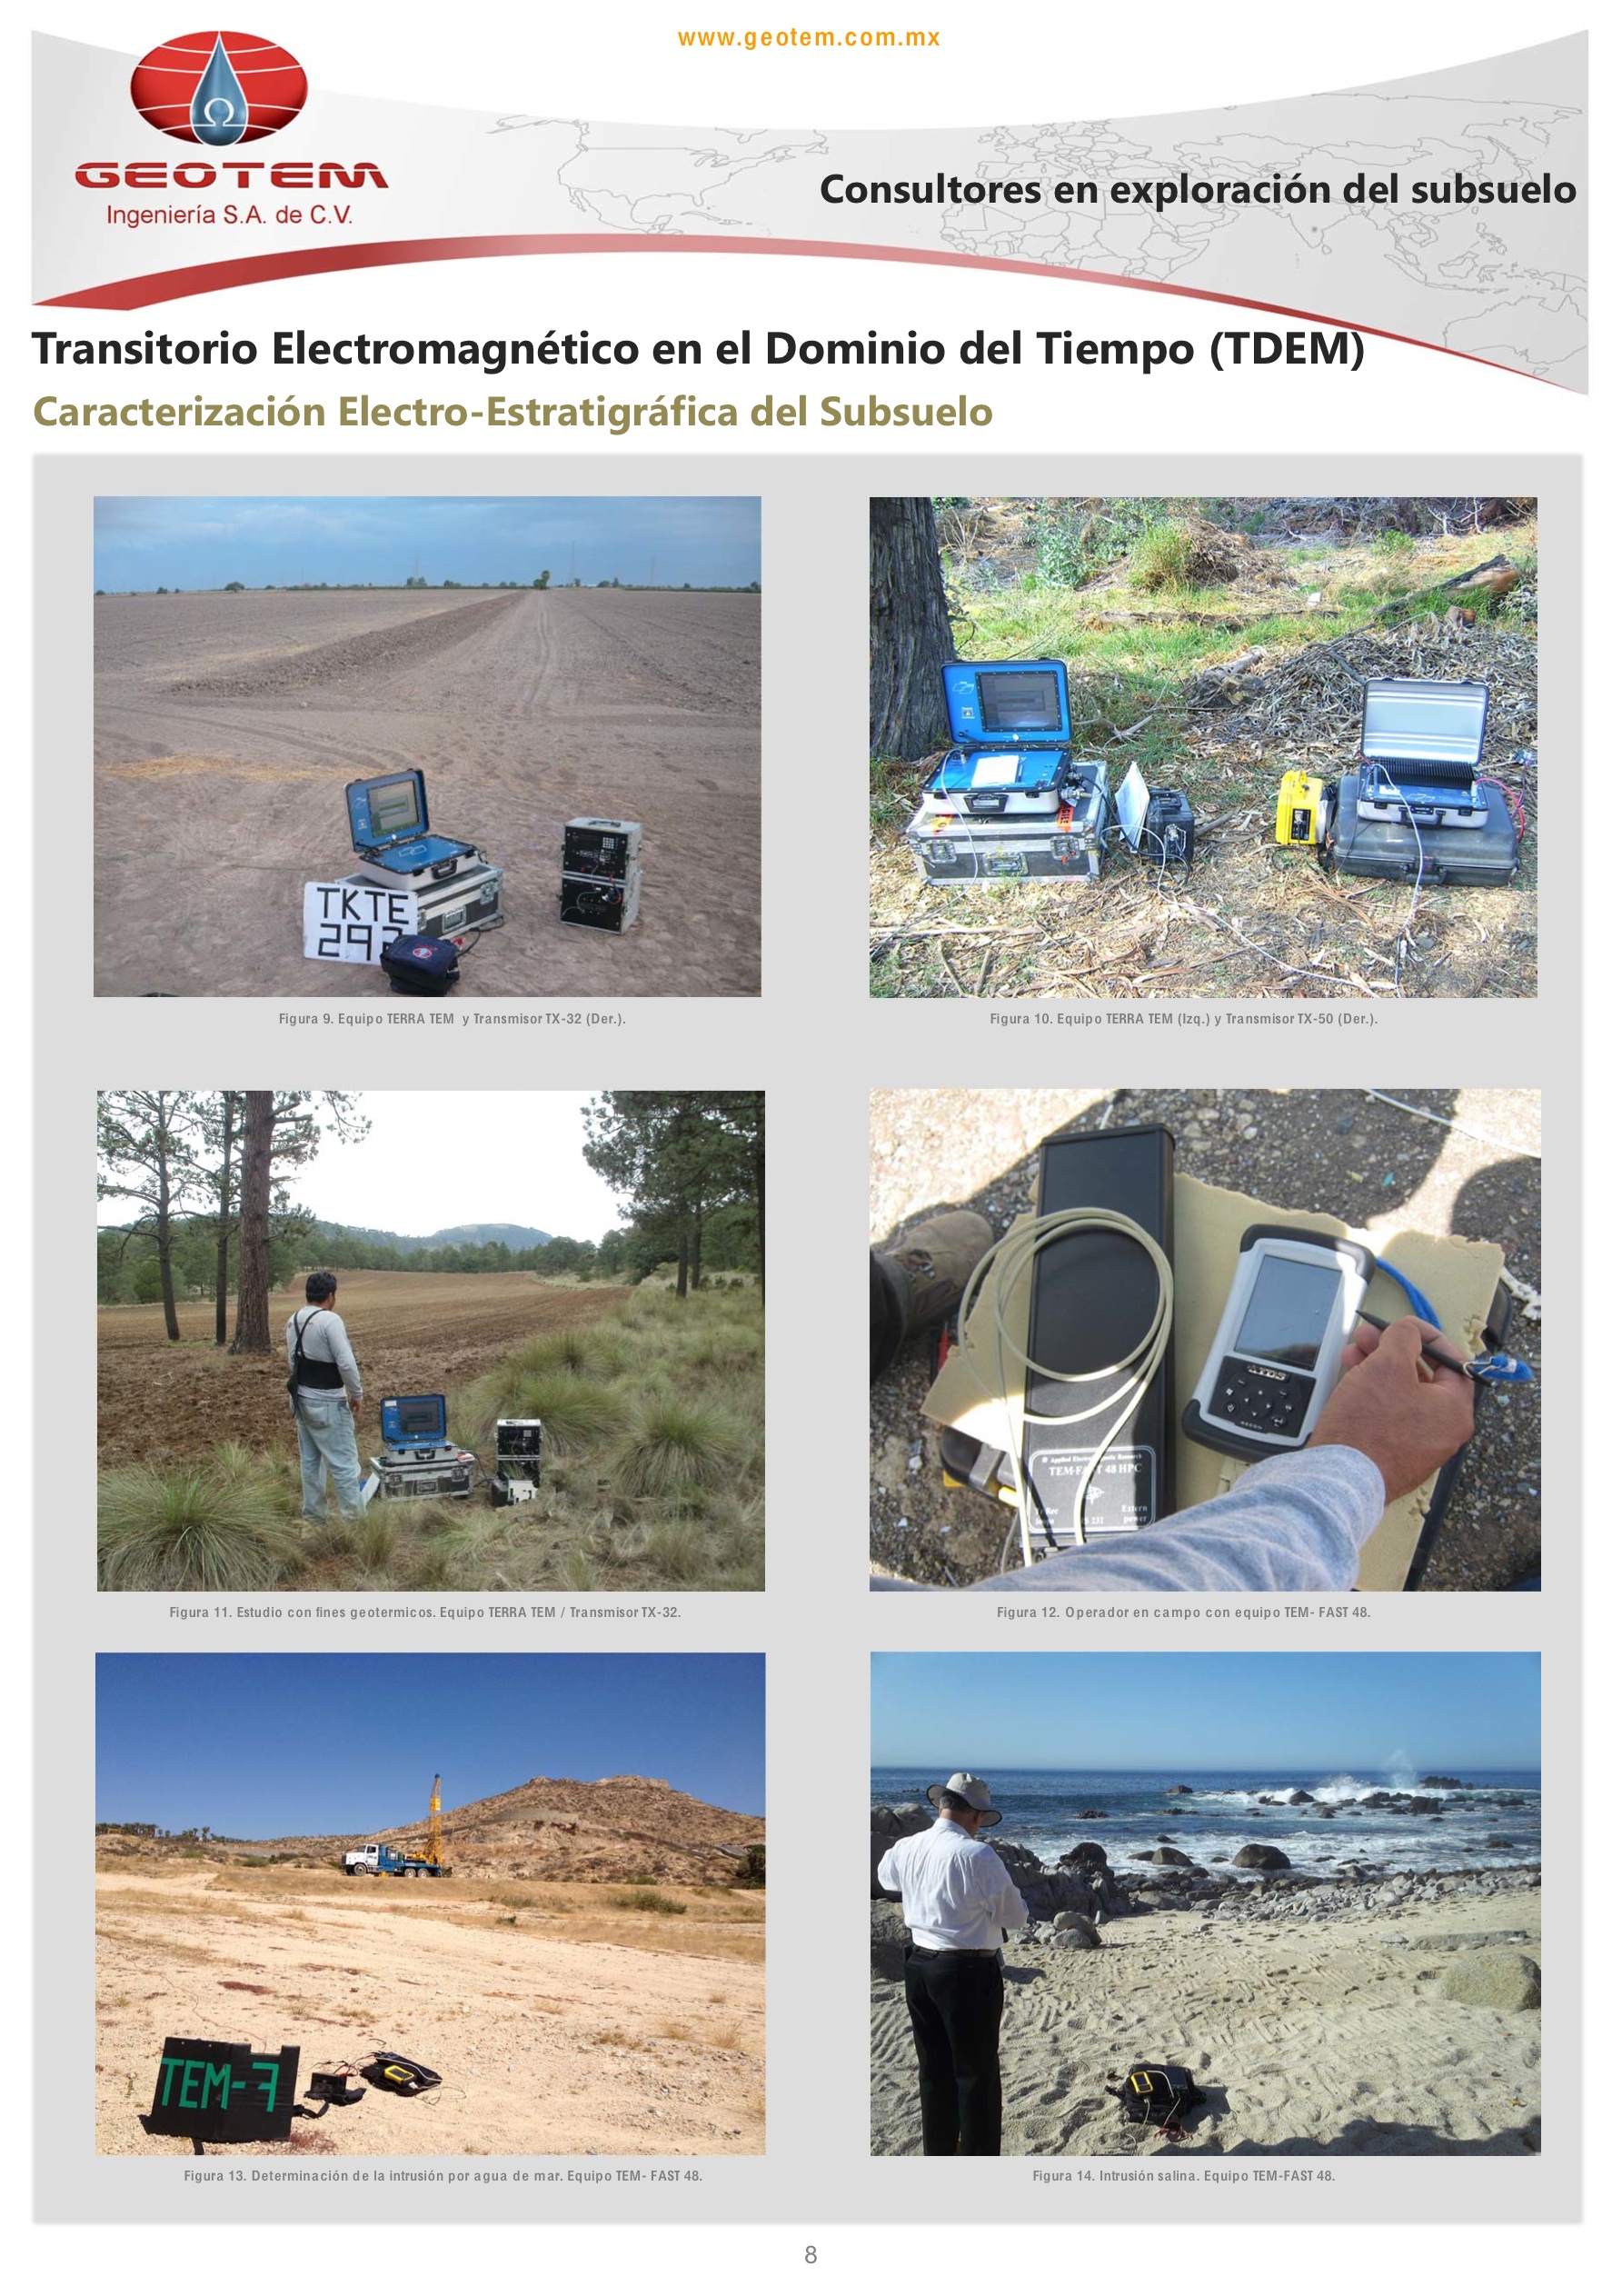 www.geotem.com.mx
GEOTEM
Ingeniería S.A. de C.V.
Consultores en exploración del subsuelo
Transitorio Electromagnético en el Dominio del Tiempo (TDEM)
Caracterización Electro-Estratigráfica del Subsuelo
TKTE
292
Figura 9. Equipo TERRA TEM y Transmisor TX-32 (Der.).
Figura 10. Equipo TERRA TEM (Izq.) y Transmisor TX-50 (Der.).
TDS
TEM-FAST 48 HPC
Extern
power
Figura 11. Estudio con fines geotermicos. Equipo TERRA TEM / Transmisor TX-32.
Figura 12. Operador en campo con equipo TEM- FAST 48.
TEM-7
Figura 13. Determinación de la intrusión por agua de mar. Equipo TEM- FAST 48.
Figura 14. Intrusión salina. Equipo TEM-FAST 48.
8